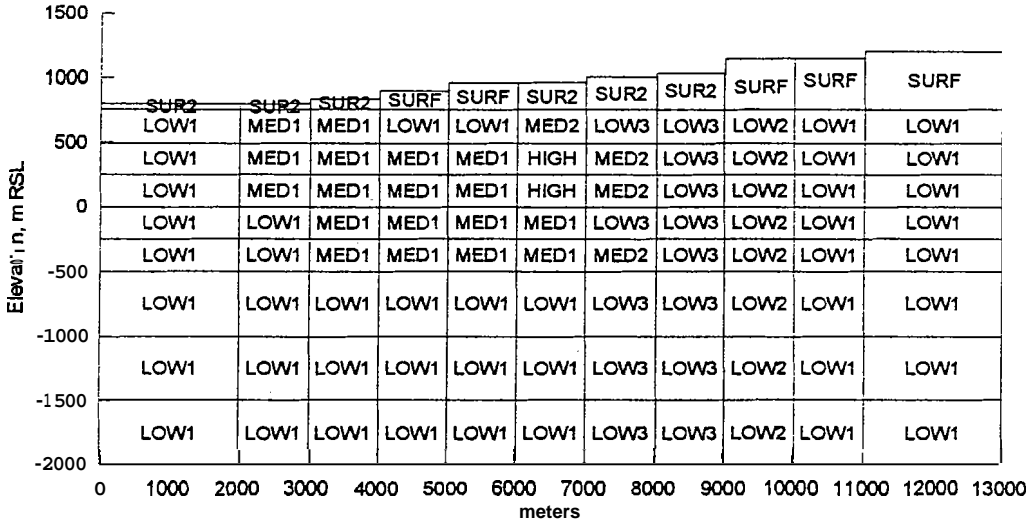 1500
1000
SUR2 SUR2 SUR2 SURF SURF SUR2 SUR2 SUR2 SURF SURF SURF
LOW1 MED1 MED1 LOW1 LOW1 MED2 LOW3 LOW3 LOW2 LOW1 LOW1
500
LOW1 MED1 MED1 MED1 MED1 HIGH MED2 LOW3 LOW2 LOW1 LOW1
LOW1 MED1 MED1 MED1 MED1 HIGH MED2 LOW3 LOW2 LOW1 LOW1
0
LOW1 LOW1 MED1 MED1 MED1 MED1 LOW3 LOW3 LOW2 LOW1 LOW1
LOW1 LOW1 MED1 MED1 MED1 MED1 MED2 LOW3 LOW2 LOW1 LOW1
-500
LOW1 LOW1 LOW1 LOW1 LOW1 LOW1 LOW3 LOW3 LOW2 LOW1 LOW1
-1000
LOW1 LOW1 LOW1 LOW1 LOW1 LOW1 LOW3 LOW3 LOW2 LOW1 LOW1
-1500
LOW1 LOW1 LOW1 LOW1 LOW1 LOW1 LOW3 LOW3 LOW2 LOW1 LOW1
-2000
m RSL
0 1000 2000 3000 4000 5000 6000 7000 8000 9000 10000 11000 12000 13000
meters